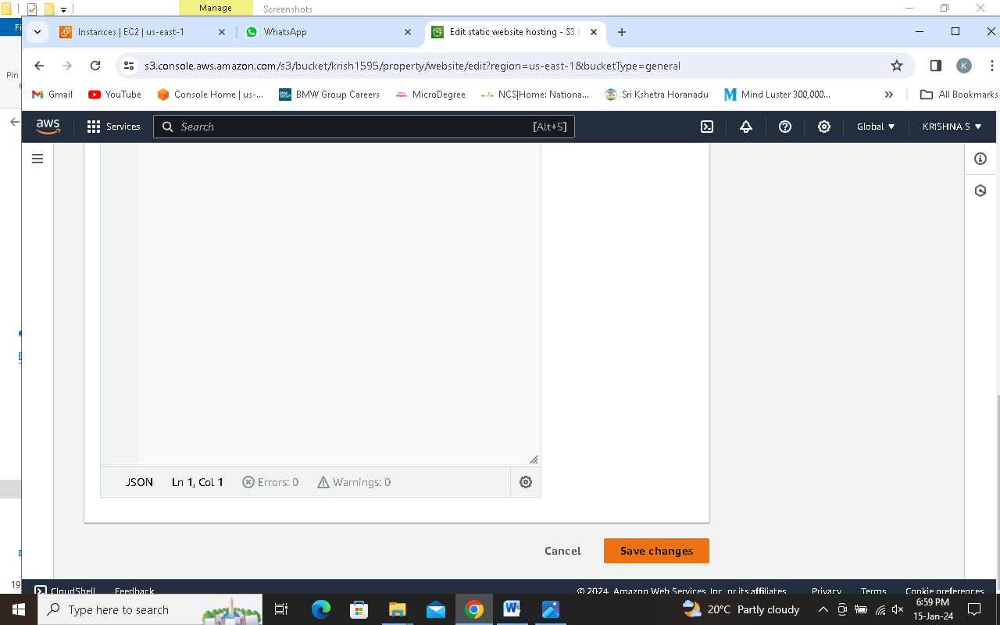 Manage
Screenshots
Fi
Instances | EC2 | us-east-1
WhatsApp
Edit static website hosting - S3 b
s3.console.aws.amazon.com/s3/bucket/krish1595/property/website/edit?region=us-east-1&bucketType=general
K
Pin
a
Gmail
YouTube
Console Home | us-...
BMW Group Careers
MicroDegree
NCS|Home: Nationa...
Sri Kshetra Horanadu
Mind Luster 300,000...
»
All Bookmarks
aws
Services
Search
[Alt+S]
Global
KRISHNA S
JSON
Ln 1, Col 1
Errors: 0
Warnings: 0
Cancel
Save changes
19
CloudShell
Feedback
© 2024, Amazon Web Services, Inc. or its affiliates.
Privacy
Terms
Cookie preferences
Type here to search
20°C Partly cloudy
6:59 PM
15-Jan-24